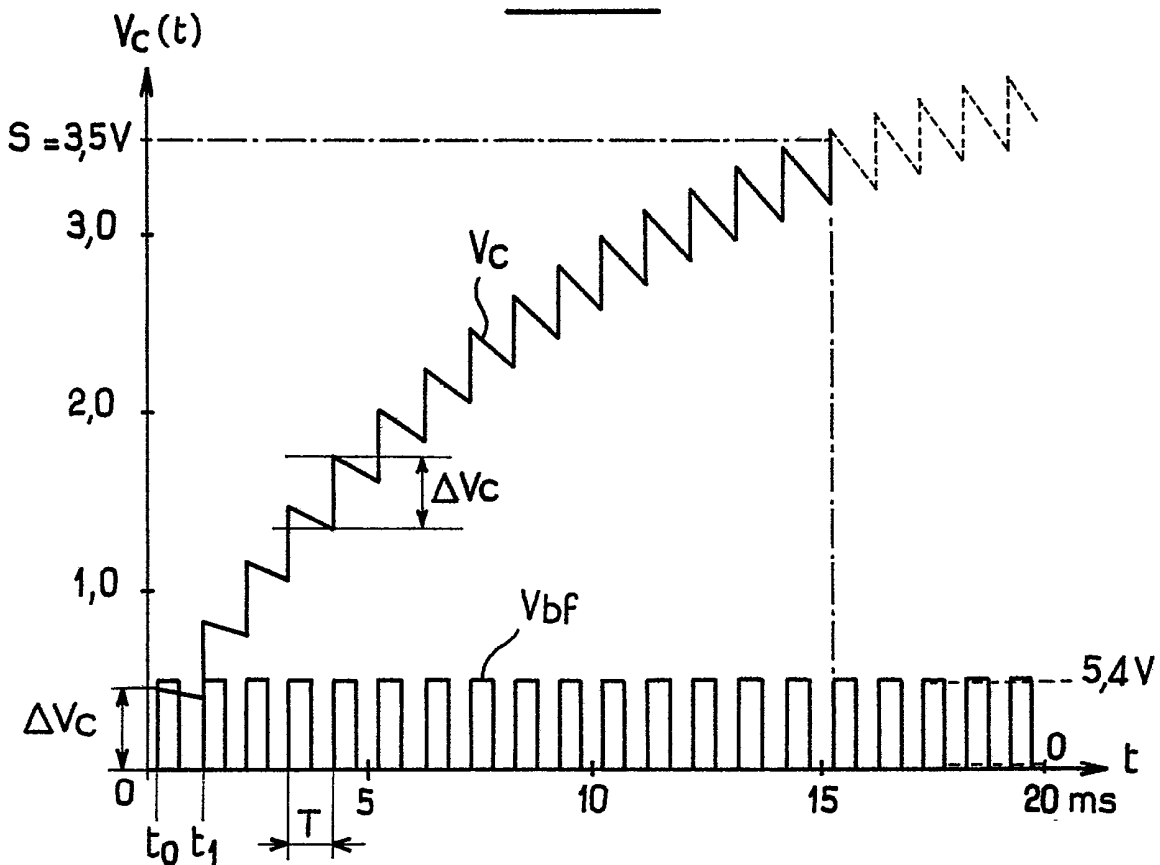 Vc(t)
S = 3,5V
3,0
Vc
2,0
ΔVc
1,0
Vbf
5,4V
ΔVc
0
t
0
5
10
15
20 ms
T
t0 t1